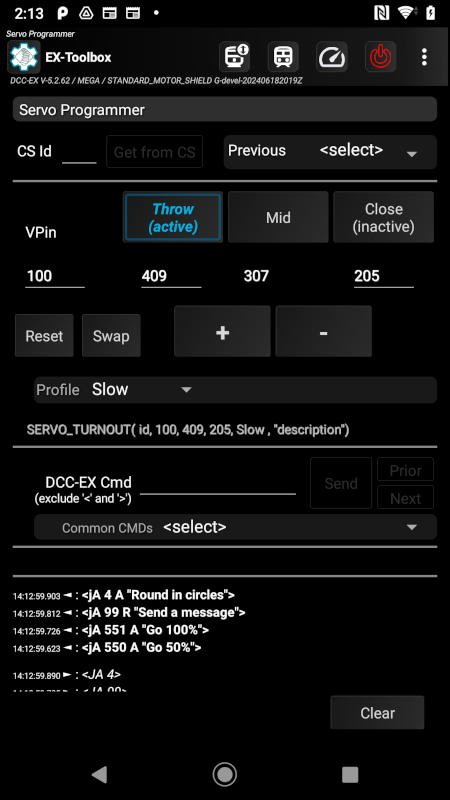 2:13
Servo Programmer
EX-Toolbox
DCC-EX V-5.2.62 / MEGA / STANDARD_MOTOR_SHIELD G-devel-202406182019Z
Servo Programmer
CS Id Get from CS Previous <select>
VPin Throw (active) Mid Close (inactive)
100 409 307 205
Reset Swap + -
Profile Slow
SERVO_TURNOUT( id, 100, 409, 205, Slow , "description")
DCC-EX Cmd
(exclude '<' and '>')
Send Prior
Next
Common CMDs <select>
14:12:59.903 ◄ : <jA 4 A "Round in circles">
14:12:59.812 ◄ : <jA 99 R "Send a message">
14:12:59.726 ◄ : <jA 551 A "Go 100%">
14:12:59.623 ◄ : <jA 550 A "Go 50%">
14:12:59.890 ► : <JA 4>
Clear